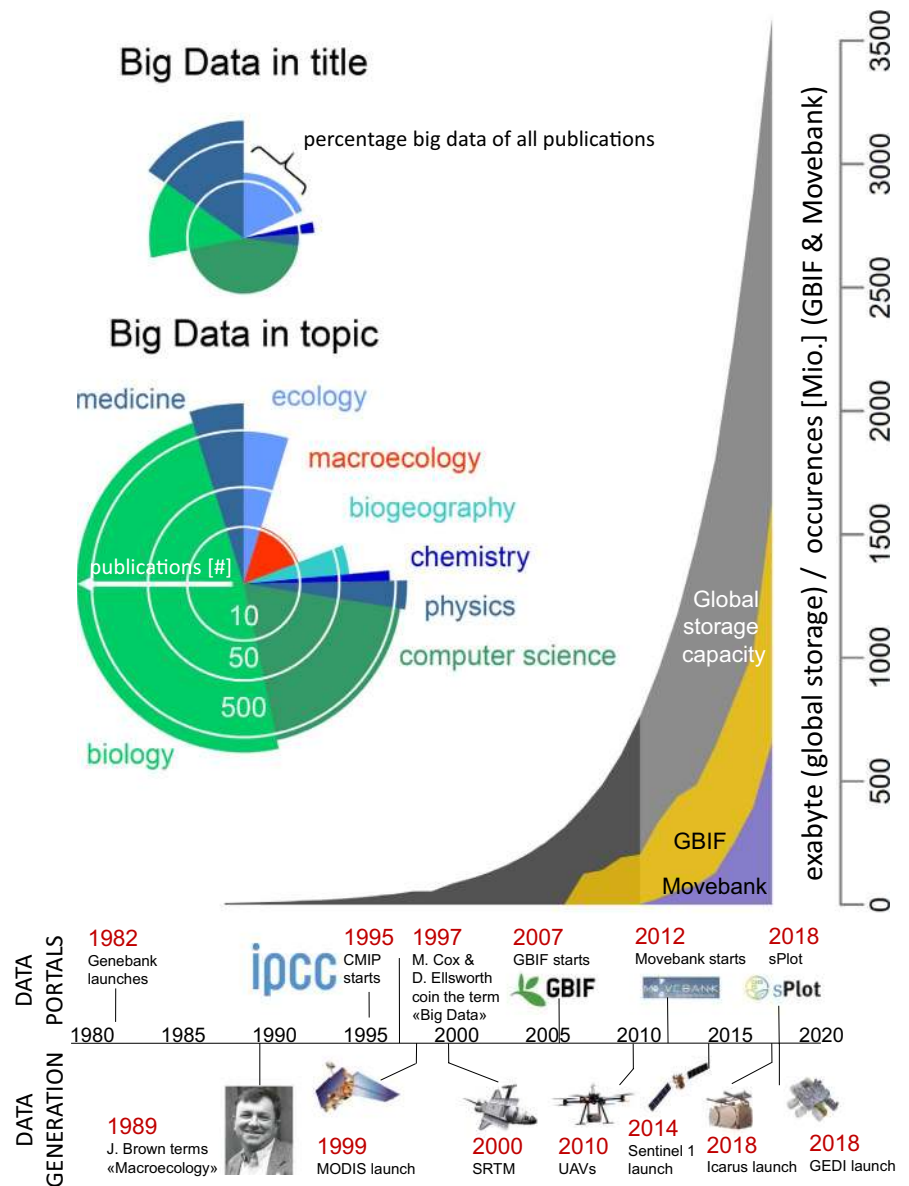 Big Data in title
percentage big data of all publications
Big Data in topic
medicine
ecology
macroecology
biogeography
chemistry
physics
computer science
biology
publications [#]
10
50
500
Global
storage
capacity
GBIF
Movebank
3500
3000
2500
2000
1500
1000
500
0
exabyte (global storage) / occurences [Mio.] (GBIF & Movebank)
DATA
PORTALS
1982
Genebank
launches
ipcc
1995
CMIP
starts
1997
M. Cox &
D. Ellsworth
coin the term
«Big Data»
2007
GBIF starts
GBIF
2012
Movebank starts
MOVEBANK
2018
sPlot
sPlot
1980 1985 1990 1995 2000 2005 2010 2015 2020
DATA
GENERATION
1989
J. Brown terms
«Macroecology»
1999
MODIS launch
2000
SRTM
2010
UAVs
2014
Sentinel 1
launch
2018
Icarus launch
2018
GEDI launch